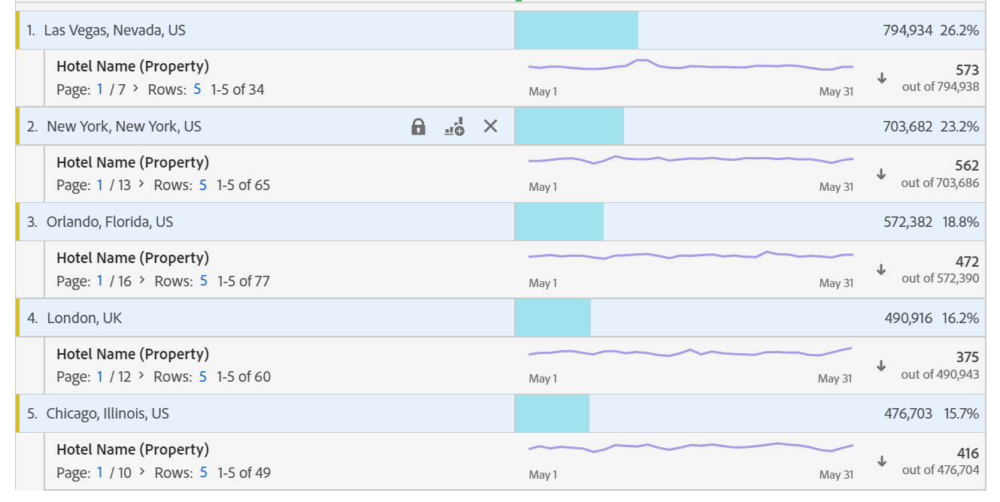 1. Las Vegas, Nevada, US 794,934 26.2%
Hotel Name (Property) 573
Page: 1 / 7 > Rows: 5 1-5 of 34 out of 794,938
May 1 May 31
2. New York, New York, US 703,682 23.2%
Hotel Name (Property) 562
Page: 1 / 13 > Rows: 5 1-5 of 65 out of 703,686
May 1 May 31
3. Orlando, Florida, US 572,382 18.8%
Hotel Name (Property) 472
Page: 1 / 16 > Rows: 5 1-5 of 77 out of 572,390
May 1 May 31
4. London, UK 490,916 16.2%
Hotel Name (Property) 375
Page: 1 / 12 > Rows: 5 1-5 of 60 out of 490,943
May 1 May 31
5. Chicago, Illinois, US 476,703 15.7%
Hotel Name (Property) 416
Page: 1 / 10 > Rows: 5 1-5 of 49 out of 476,704
May 1 May 31